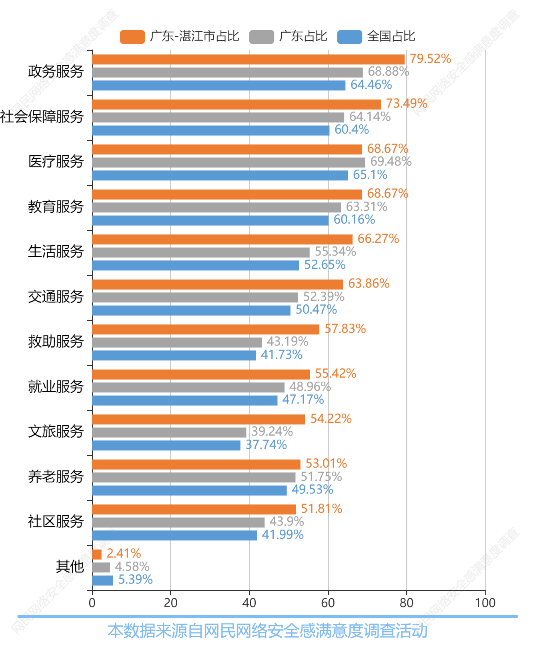 广东-湛江市占比 广东占比 全国占比
政务服务 79.52% 68.88% 64.46%
社会保障服务 73.49% 64.14% 60.4%
医疗服务 68.67% 69.48% 65.1%
教育服务 68.67% 63.31% 60.16%
生活服务 66.27% 55.34% 52.65%
交通服务 63.86% 52.39% 50.47%
救助服务 57.83% 43.19% 41.73%
就业服务 55.42% 48.96% 47.17%
文旅服务 54.22% 39.24% 37.74%
养老服务 53.01% 51.75% 49.53%
社区服务 51.81% 43.9% 41.99%
其他 2.41% 4.58% 5.39%
0 20 40 60 80 100
本数据来源自网民网络安全感满意度调查活动